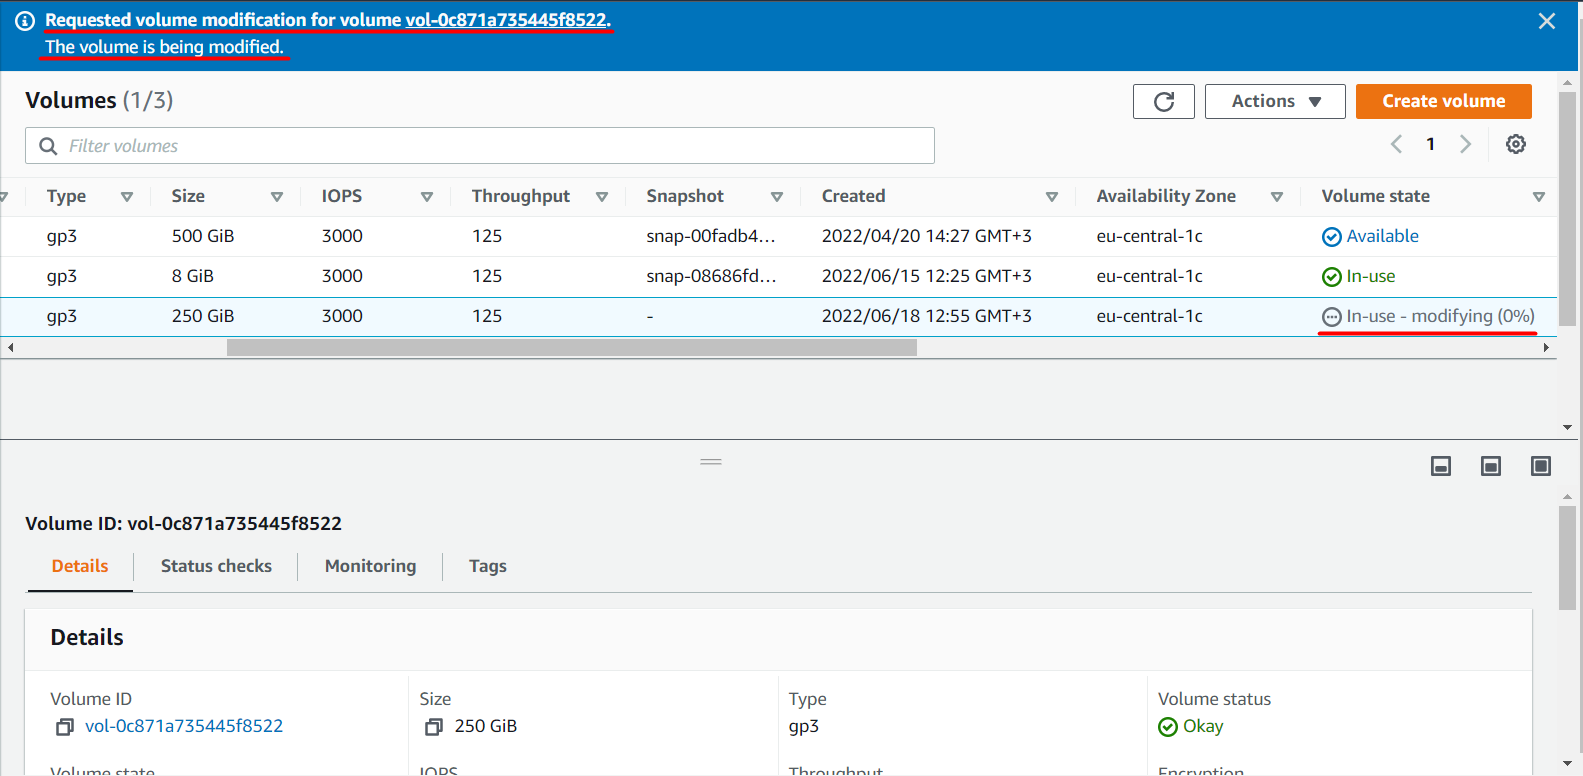 Requested volume modification for volume vol-0c871a735445f8522.
The volume is being modified.
Volumes (1/3)
Actions
Create volume
Filter volumes
1
Type Size IOPS Throughput Snapshot Created Availability Zone Volume state
gp3 500 GiB 3000 125 snap-00fadb4... 2022/04/20 14:27 GMT+3 eu-central-1c Available
gp3 8 GiB 3000 125 snap-08686fd... 2022/06/15 12:25 GMT+3 eu-central-1c In-use
gp3 250 GiB 3000 125 - 2022/06/18 12:55 GMT+3 eu-central-1c In-use - modifying (0%)
Volume ID: vol-0c871a735445f8522
Details Status checks Monitoring Tags
Details
Volume ID Size Type Volume status
vol-0c871a735445f8522 250 GiB gp3 Okay
Volume state IOPS Throughput Encryption